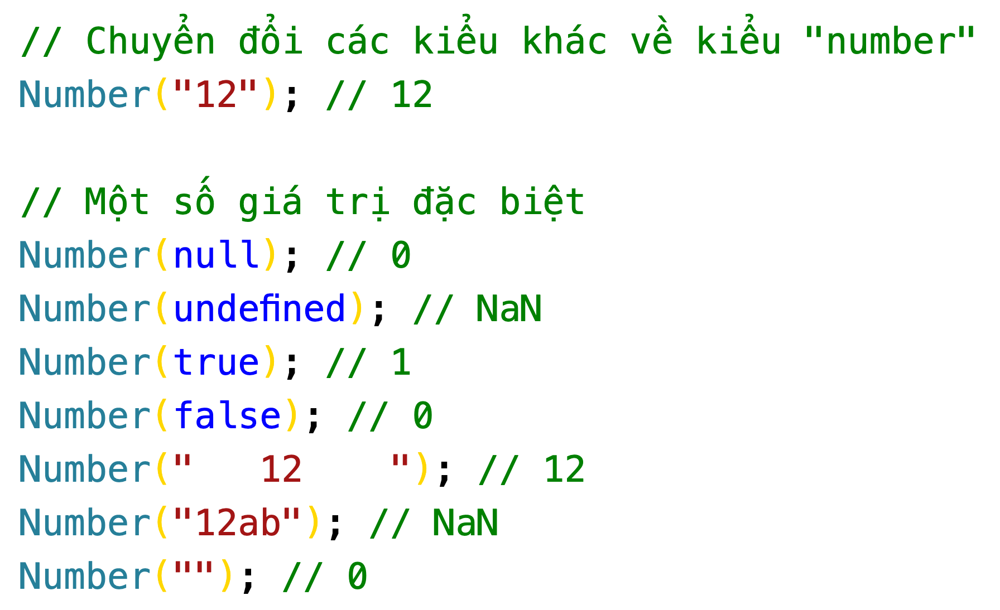 // Chuyển đổi các kiểu khác về kiểu "number"
Number("12"); // 12
// Một số giá trị đặc biệt
Number(null); // 0
Number(undefined); // NaN
Number(true); // 1
Number(false); // 0
Number("   12    "); // 12
Number("12ab"); // NaN
Number(""); // 0